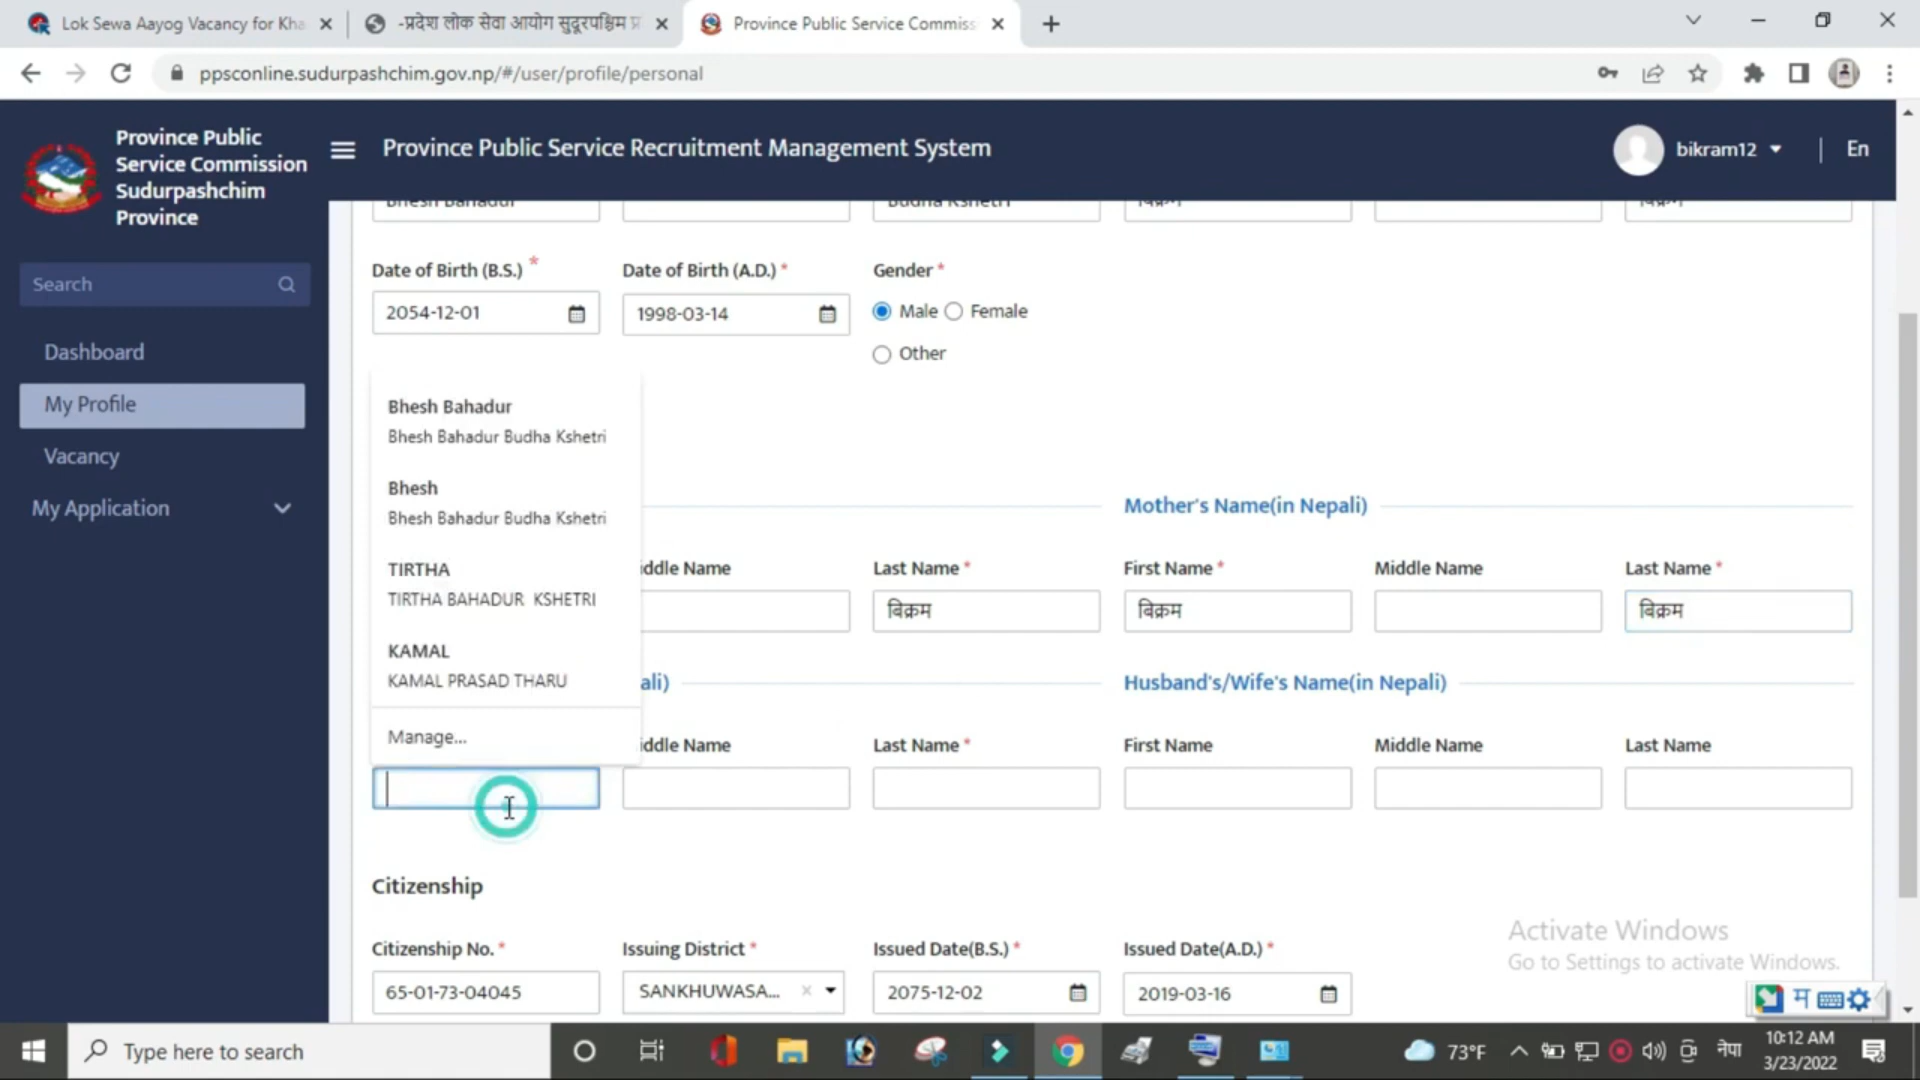 Lok Sewa Aayog Vacancy for Kha
-प्रदेश लोक सेवा आयोग सुदूरपश्चिम प्र
Province Public Service Commiss
ppsconline.sudurpashchim.gov.np/#/user/profile/personal
Province Public
Service Commission
Sudurpashchim
Province
Province Public Service Recruitment Management System
bikram12
En
Search
Dashboard
My Profile
Vacancy
My Application
Bhesh Bahadur
Budha Kshetri
बिक्रम
बिक्रम
Date of Birth (B.S.) *
Date of Birth (A.D.) *
Gender *
2054-12-01
1998-03-14
Male
Female
Other
Bhesh Bahadur
Bhesh Bahadur Budha Kshetri
Bhesh
Bhesh Bahadur Budha Kshetri
TIRTHA
TIRTHA BAHADUR KSHETRI
KAMAL
KAMAL PRASAD THARU
Manage...
Mother's Name(in Nepali)
iddle Name
Last Name *
First Name *
Middle Name
Last Name *
बिक्रम
बिक्रम
बिक्रम
ali)
Husband's/Wife's Name(in Nepali)
iddle Name
Last Name *
First Name
Middle Name
Last Name
Citizenship
Citizenship No. *
Issuing District *
Issued Date(B.S.) *
Issued Date(A.D.) *
65-01-73-04045
SANKHUWASA...
2075-12-02
2019-03-16
Activate Windows
Go to Settings to activate Windows.
म
Type here to search
73°F
नेपा
10:12 AM
3/23/2022